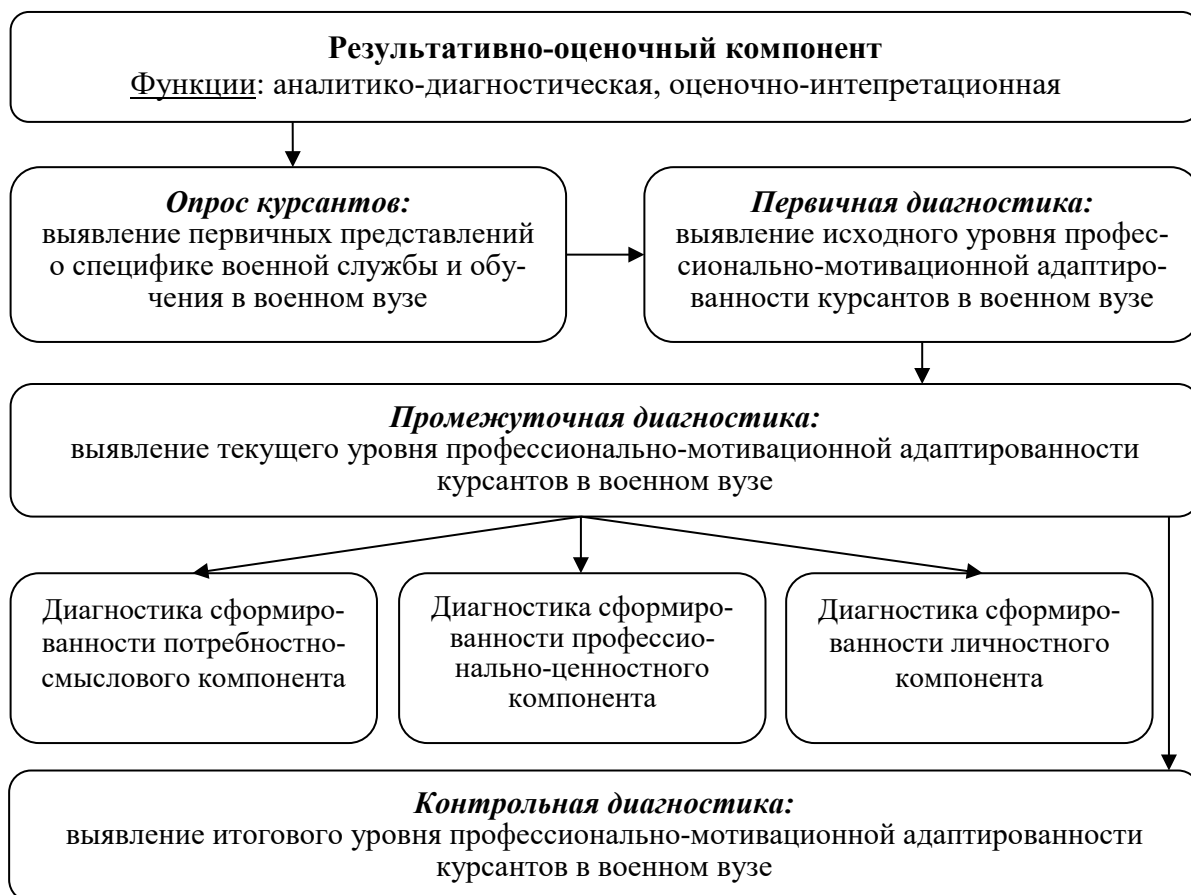 Результативно-оценочный компонент
Функции: аналитико-диагностическая, оценочно-интепретационная
Опрос курсантов:
выявление первичных представлений
о специфике военной службы и обу-
чения в военном вузе
Первичная диагностика:
выявление исходного уровня профес-
сионально-мотивационной адаптиро-
ванности курсантов в военном вузе
Промежуточная диагностика:
выявление текущего уровня профессионально-мотивационной адаптированности
курсантов в военном вузе
Диагностика сформиро-
ванности потребностно-
смыслового компонента
Диагностика сформиро-
ванности профессио-
нально-ценностного
компонента
Диагностика сформиро-
ванности личностного
компонента
Контрольная диагностика:
выявление итогового уровня профессионально-мотивационной адаптированности
курсантов в военном вузе